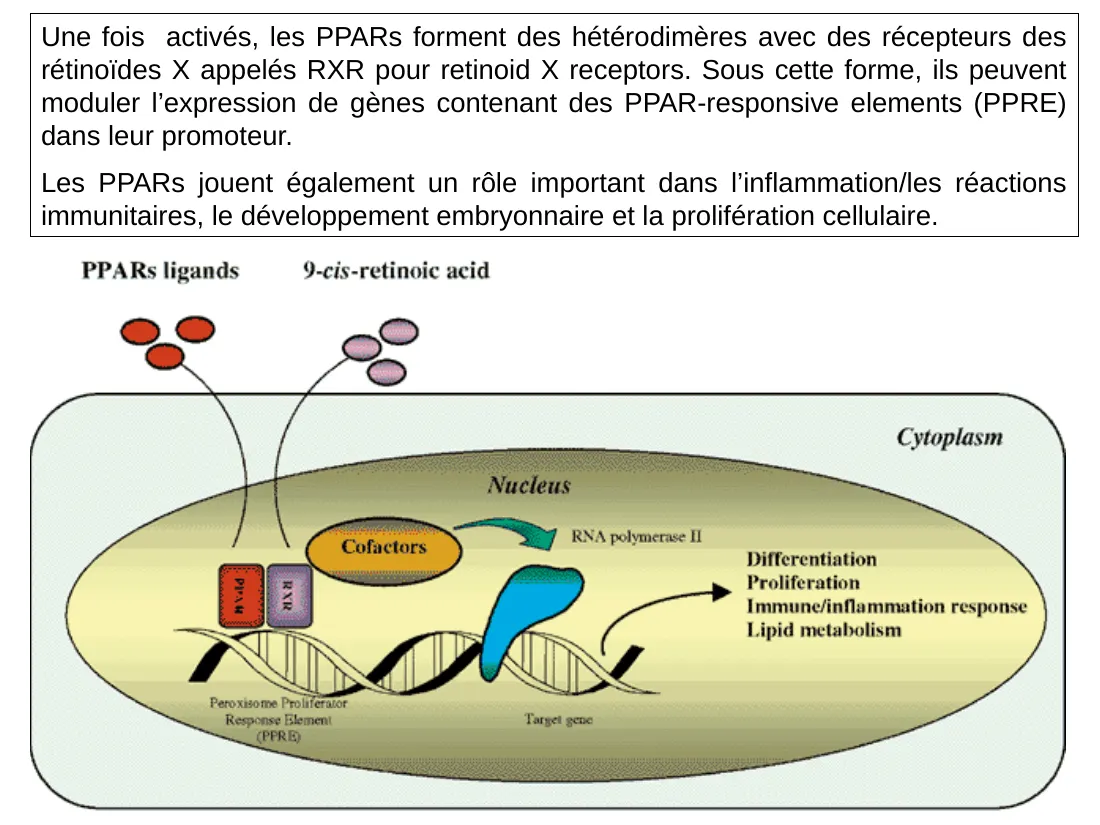 Une fois  activés, les PPARs forment des hétérodimères avec des récepteurs des
rétinoïdes X appelés RXR pour retinoid X receptors. Sous cette forme, ils peuvent
moduler l’expression de gènes contenant des PPAR-responsive elements (PPRE)
dans leur promoteur.
Les PPARs jouent également un rôle important dans l’inflammation/les réactions
immunitaires, le développement embryonnaire et la prolifération cellulaire.
PPARs ligands
9-cis-retinoic acid
Cytoplasm
Nucleus
Cofactors
RNA polymerase II
Differentiation
Proliferation
Immune/inflammation response
Lipid metabolism
PPAR
RXR
Peroxisome Proliferator
Response Element
(PPRE)
Target gene